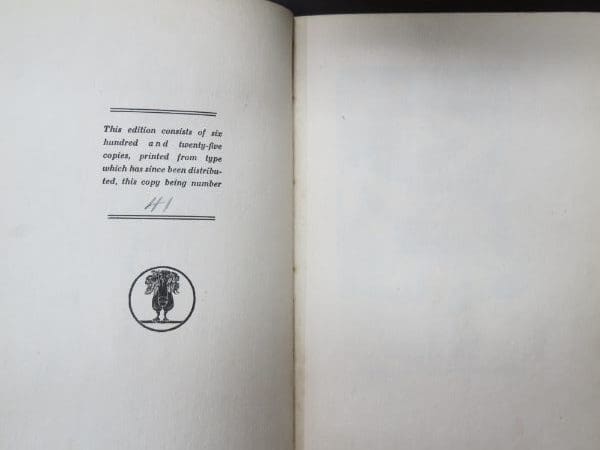 This edition consists of six
hundred and twenty-five
copies, printed from type
which has since been distribu-
ted, this copy being number
41